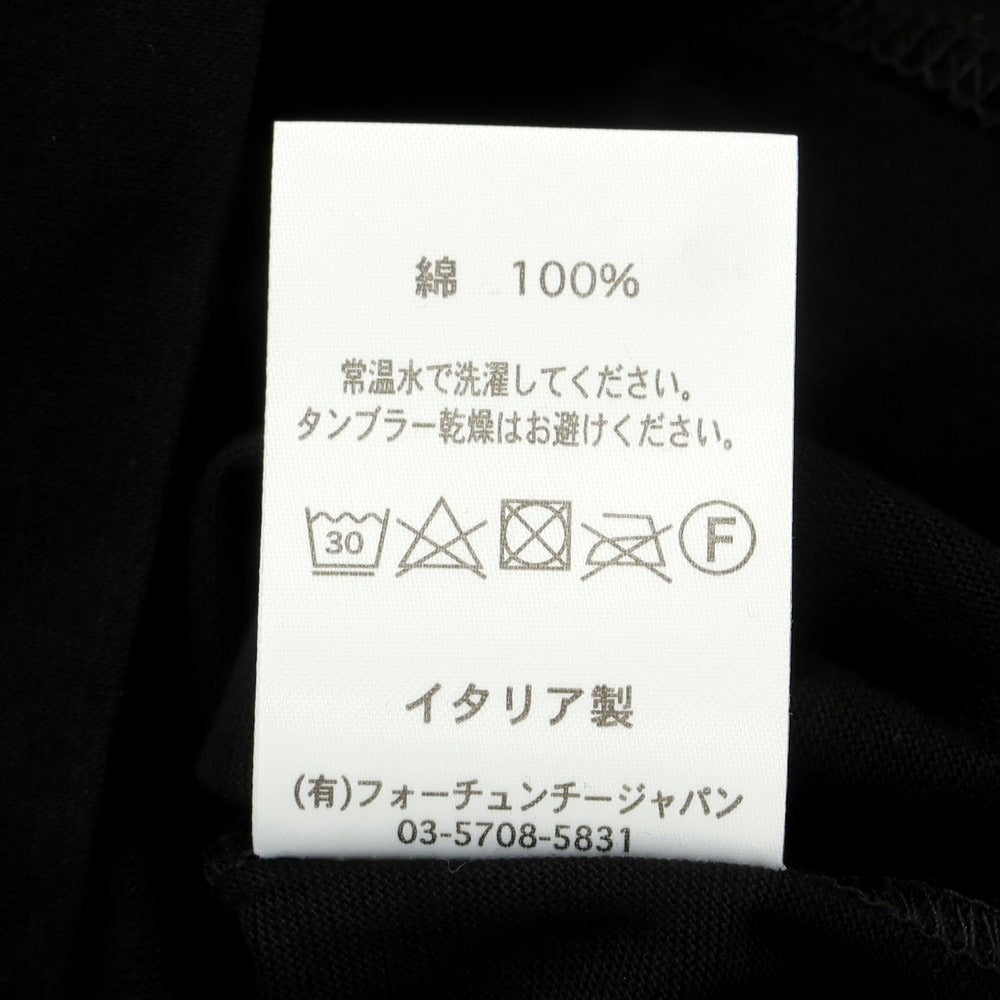 綿 100%
常温水で洗濯してください。
タンブラー乾燥はお避けください。
30 F
イタリア製
(有)フォーチュンチージャパン
03-5708-5831